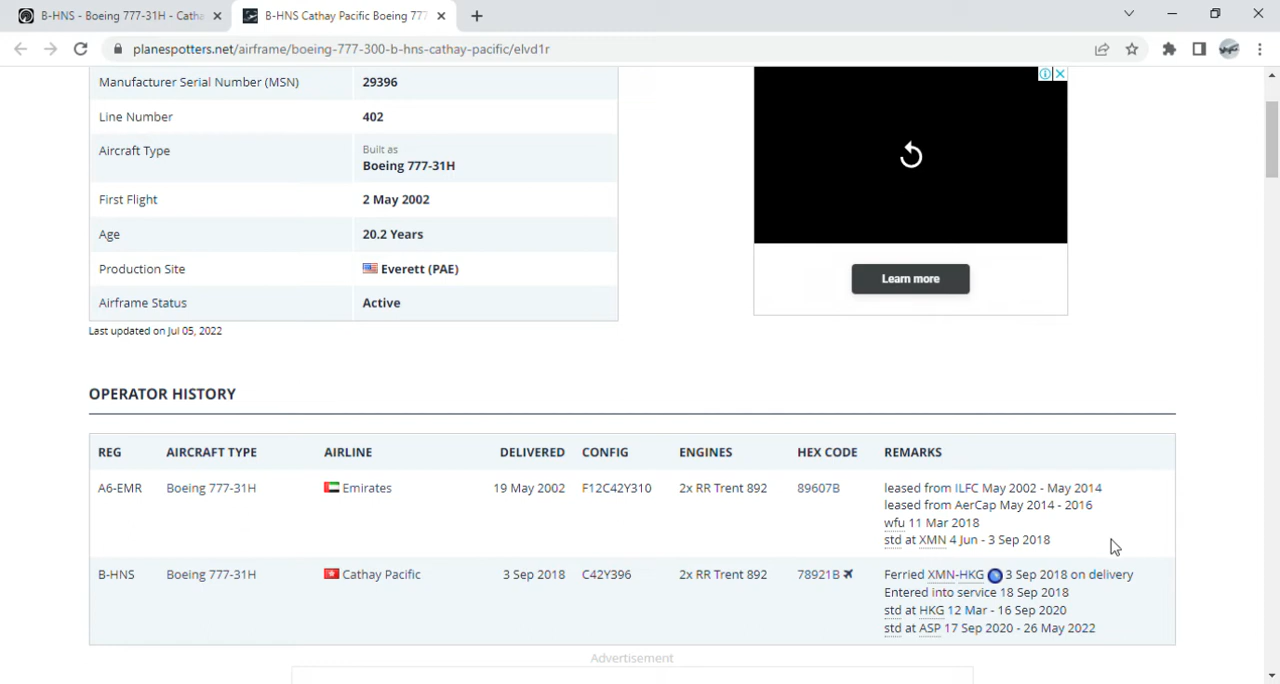 B-HNS - Boeing 777-31H - Catha
B-HNS Cathay Pacific Boeing 777
planespotters.net/airframe/boeing-777-300-b-hns-cathay-pacific/elvd1r
Manufacturer Serial Number (MSN) 29396
Line Number 402
Aircraft Type Built as
Boeing 777-31H
First Flight 2 May 2002
Age 20.2 Years
Production Site Everett (PAE)
Airframe Status Active
Last updated on Jul 05, 2022
Learn more
OPERATOR HISTORY
REG AIRCRAFT TYPE AIRLINE DELIVERED CONFIG ENGINES HEX CODE REMARKS
A6-EMR Boeing 777-31H Emirates 19 May 2002 F12C42Y310 2x RR Trent 892 89607B leased from ILFC May 2002 - May 2014
leased from AerCap May 2014 - 2016
wfu 11 Mar 2018
std at XMN 4 Jun - 3 Sep 2018
B-HNS Boeing 777-31H Cathay Pacific 3 Sep 2018 C42Y396 2x RR Trent 892 78921B Ferried XMN-HKG 3 Sep 2018 on delivery
Entered into service 18 Sep 2018
std at HKG 12 Mar - 16 Sep 2020
std at ASP 17 Sep 2020 - 26 May 2022
Advertisement